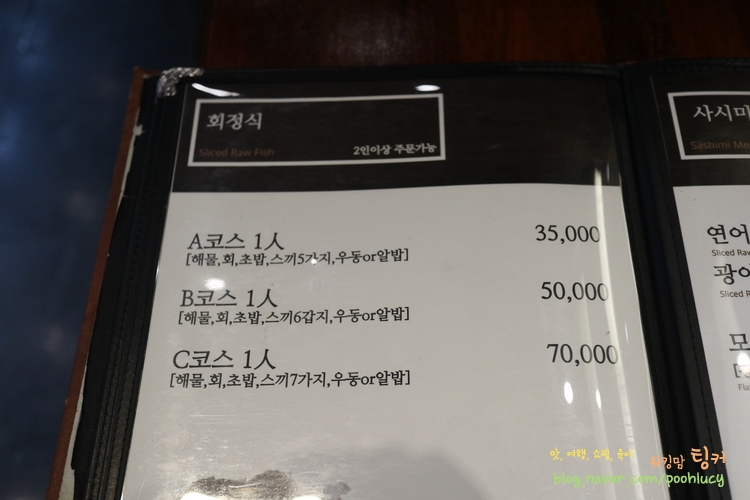 회정식
Sliced Raw Fish
2인이상 주문가능
A코스 1人 35,000
[해물,회,초밥,스끼5가지,우동or알밥]
B코스 1人 50,000
[해물,회,초밥,스끼6갑지,우동or알밥]
C코스 1人 70,000
[해물,회,초밥,스끼7가지,우동or알밥]
사시미
Sashimi Me
연어
Sliced Raw
광어
Sliced R
모
맛, 여행, 쇼핑, 육아
워킹맘 팅커
blog.naver.com/poohlucy